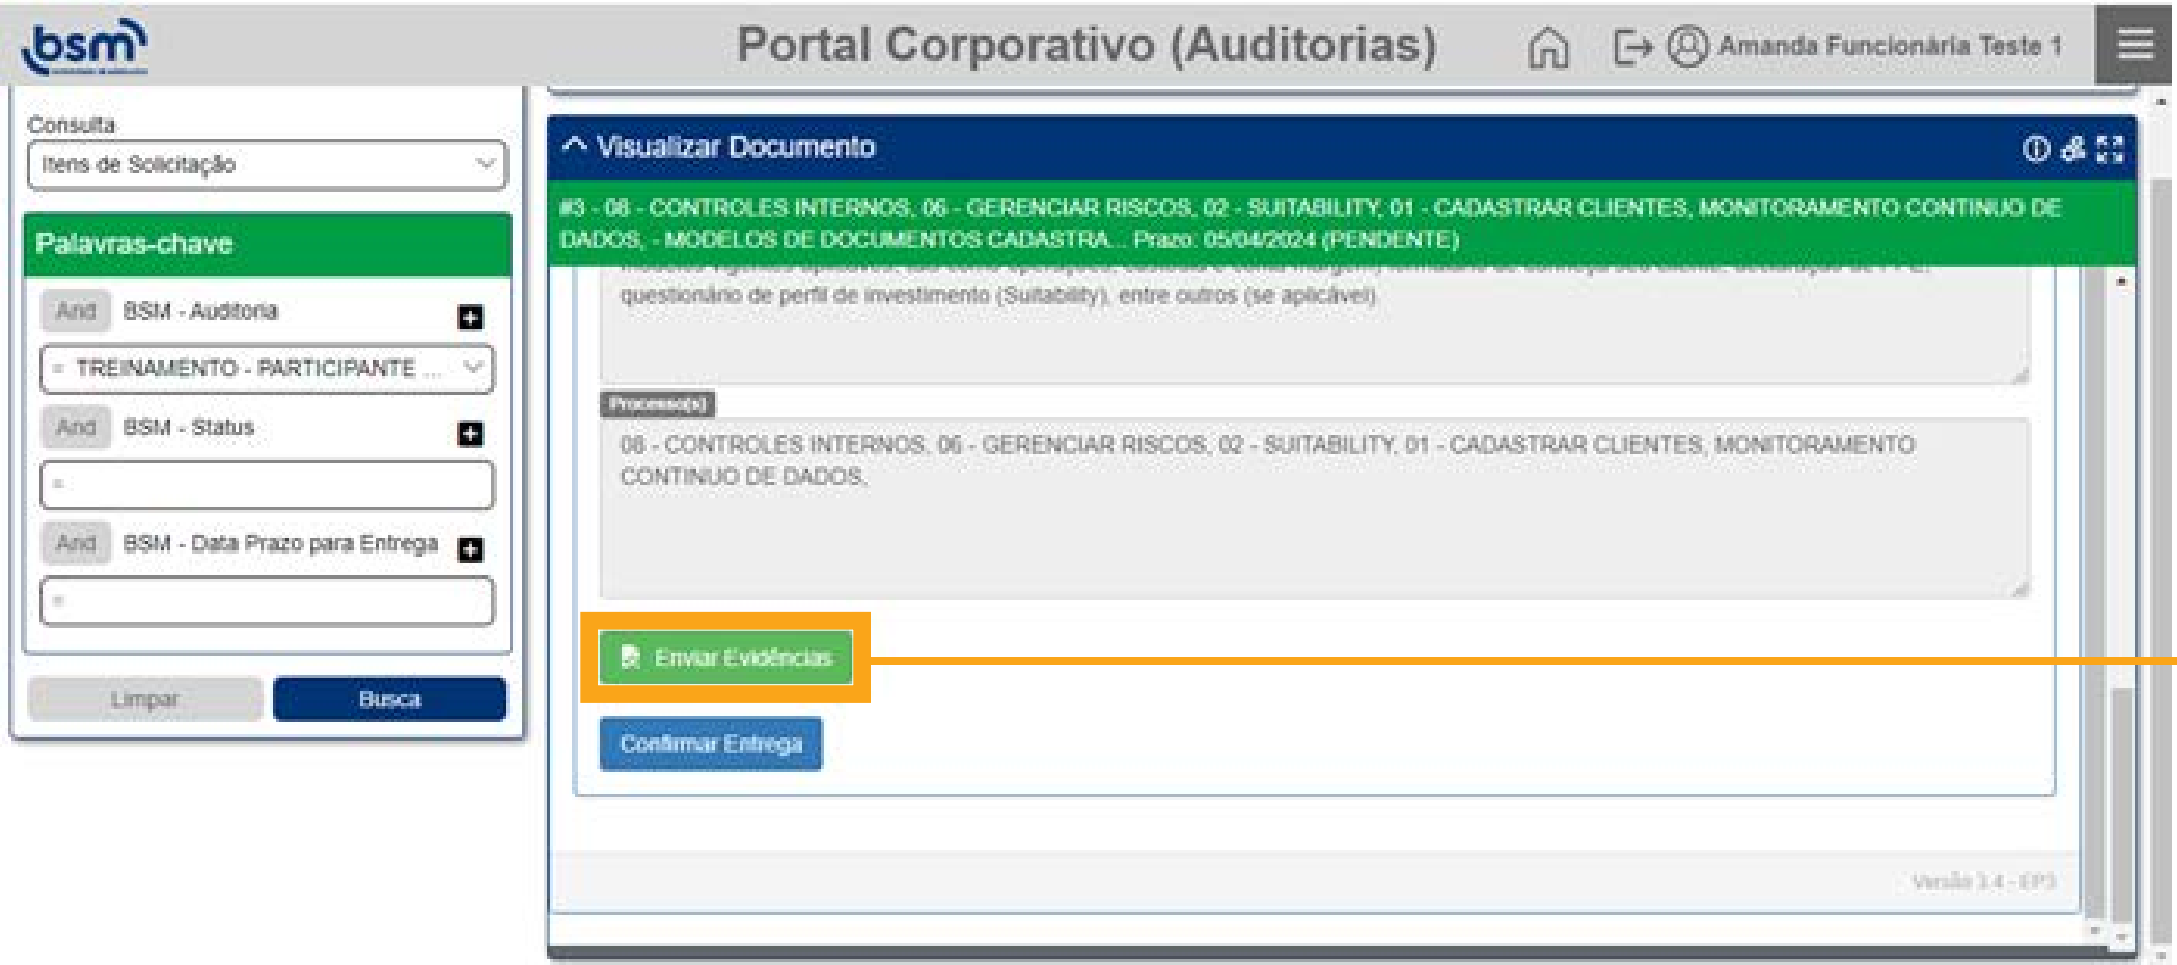 bsm
Portal Corporativo (Auditorias)
Amanda Funcionária Teste 1
Consulta
Itens de Solicitação
Palavras-chave
And BSM - Auditoria
= TREINAMENTO - PARTICIPANTE ...
And BSM - Status
=
And BSM - Data Prazo para Entrega
=
Limpar
Busca
Visualizar Documento
#3 - 08 - CONTROLES INTERNOS, 06 - GERENCIAR RISCOS, 02 - SUITABILITY, 01 - CADASTRAR CLIENTES, MONITORAMENTO CONTINUO DE
DADOS, - MODELOS DE DOCUMENTOS CADASTRA... Prazo: 05/04/2024 (PENDENTE)
questionário de perfil de investimento (Suitability), entre outros (se aplicável)
Processo(s)
08 - CONTROLES INTERNOS, 06 - GERENCIAR RISCOS, 02 - SUITABILITY, 01 - CADASTRAR CLIENTES, MONITORAMENTO
CONTINUO DE DADOS,
Enviar Evidências
Confirmar Entrega
Versão 3.4 - EP3